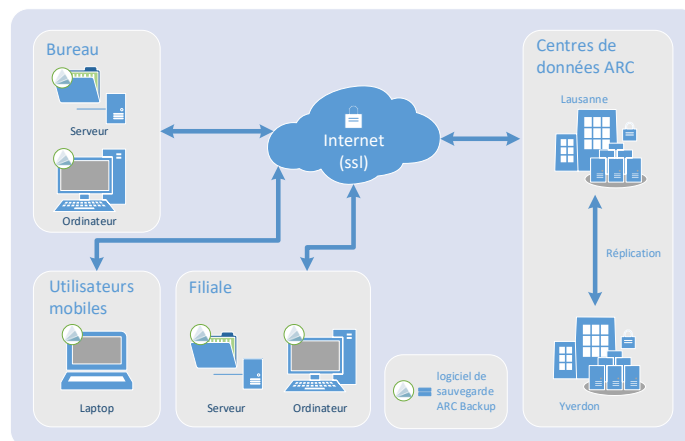 Bureau
Serveur
Ordinateur
Internet
(ssl)
Centres de
données ARC
Lausanne
Réplication
Yverdon
Utilisateurs
mobiles
Laptop
Filiale
Serveur
Ordinateur
logiciel de
sauvegarde
ARC Backup